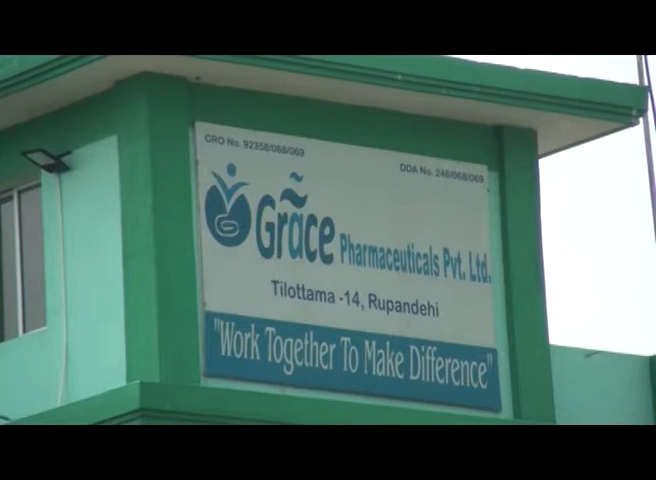 CRO No. 92358/068/069
DDA No. 246/068/069
Grace Pharmaceuticals Pvt. Ltd.
Tilottama -14, Rupandehi
"Work Together To Make Difference"